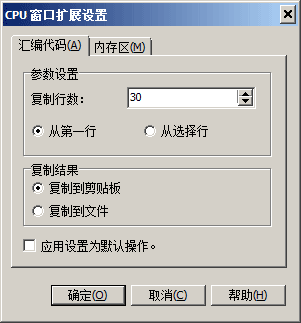 CPU 窗口扩展设置
汇编代码(A) 内存区(M)
参数设置
复制行数： 30
从第一行 从选择行
复制结果
复制到剪贴板
复制到文件
应用设置为默认操作。
确定(O) 取消(C) 帮助(H)